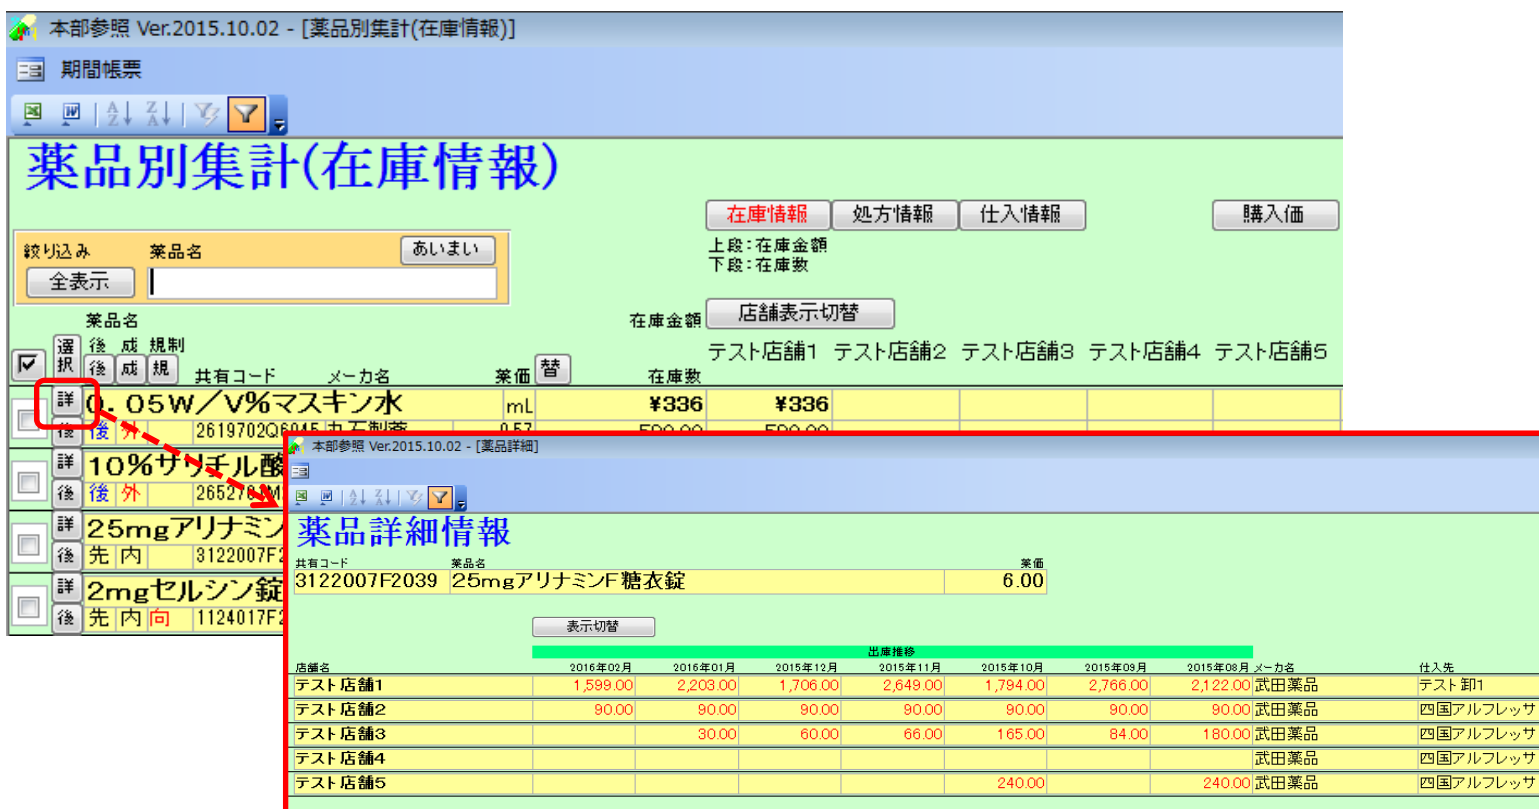 本部参照 Ver.2015.10.02 - [薬品別集計(在庫情報)]
期間帳票
薬品別集計(在庫情報)
在庫情報 処方情報 仕入情報 購入価
絞り込み 薬品名 あいまい
上段:在庫金額
下段:在庫数
全表示
店舗表示切替
薬品名 在庫金額
選択 後 成 規制
テスト店舗1 テスト店舗2 テスト店舗3 テスト店舗4 テスト店舗5
後 成 規 共有コード メーカ名 薬価 替 在庫数
詳 0.05W/V%マスキン水 mL ¥336 ¥336
後 後 外 2619702Q6045 丸石製薬 0.57 590.00 590.00
詳 10%サリチル酸
後 後 外
詳 25mgアリナミン
後 先 内 3122007F2
詳 2mgセルシン錠
後 先 内 向 1124017F2
本部参照 Ver.2015.10.02 - [薬品詳細]
薬品詳細情報
共有コード 薬品名 薬価
3122007F2039 25mgアリナミンF糖衣錠 6.00
表示切替
出庫推移
店舗名 2016年02月 2016年01月 2015年12月 2015年11月 2015年10月 2015年09月 2015年08月 メーカ名 仕入先
テスト店舗1 1,599.00 2,203.00 1,706.00 2,649.00 1,794.00 2,766.00 2,122.00 武田薬品 テスト卸1
テスト店舗2 90.00 90.00 90.00 90.00 90.00 90.00 90.00 武田薬品 四国アルフレッサ
テスト店舗3 30.00 60.00 66.00 165.00 84.00 180.00 武田薬品 四国アルフレッサ
テスト店舗4 武田薬品 四国アルフレッサ
テスト店舗5 240.00 240.00 武田薬品 四国アルフレッサ